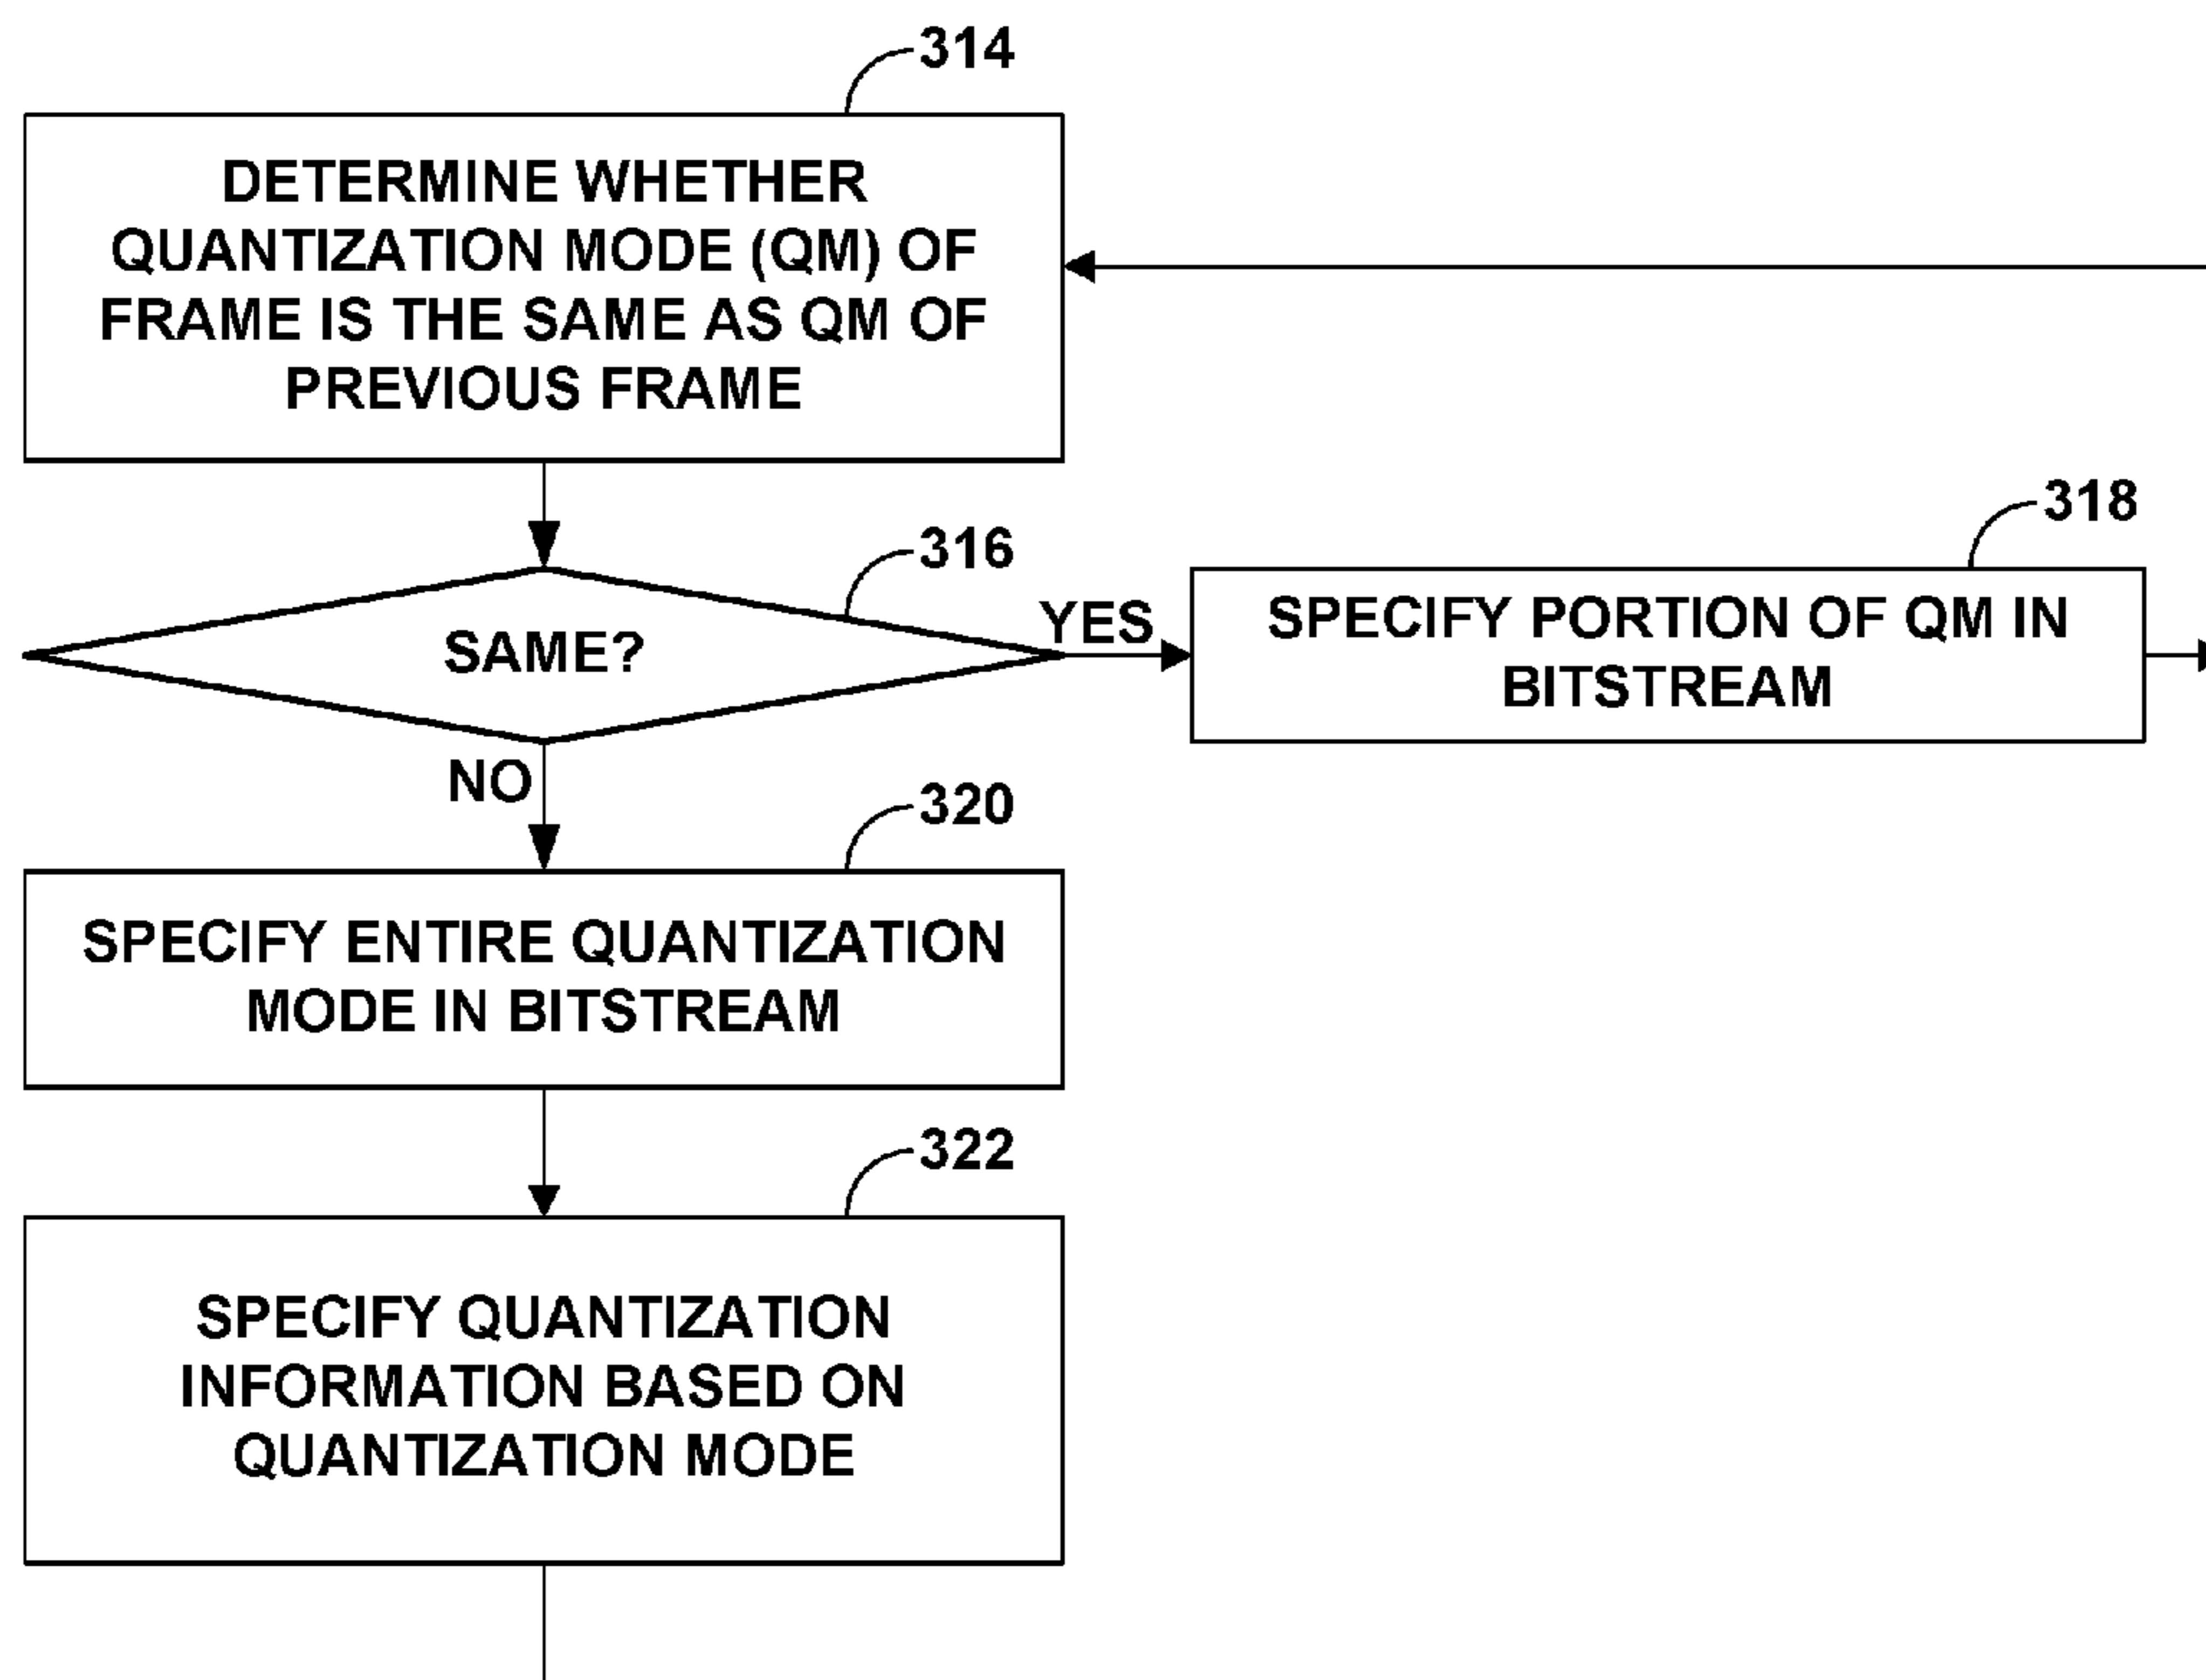 314
DETERMINE WHETHER
QUANTIZATION MODE (QM) OF
FRAME IS THE SAME AS QM OF
PREVIOUS FRAME
316
SAME?
YES
318
SPECIFY PORTION OF QM IN
BITSTREAM
NO
320
SPECIFY ENTIRE QUANTIZATION
MODE IN BITSTREAM
322
SPECIFY QUANTIZATION
INFORMATION BASED ON
QUANTIZATION MODE